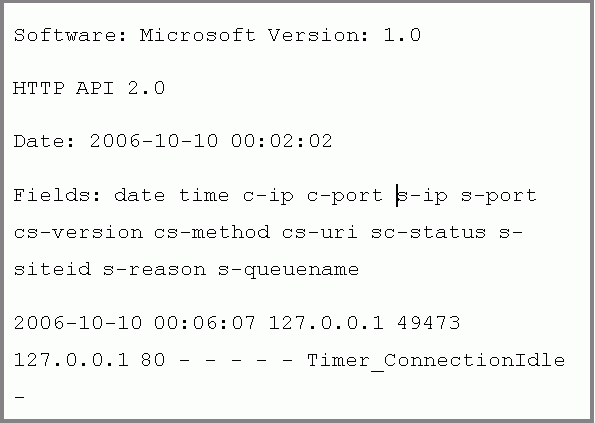 Software: Microsoft Version: 1.0
HTTP API 2.0
Date: 2006-10-10 00:02:02
Fields: date time c-ip c-port s-ip s-port
cs-version cs-method cs-uri sc-status s-
siteid s-reason s-queuename
2006-10-10 00:06:07 127.0.0.1 49473
127.0.0.1 80 - - - - - Timer_ConnectionIdle
-